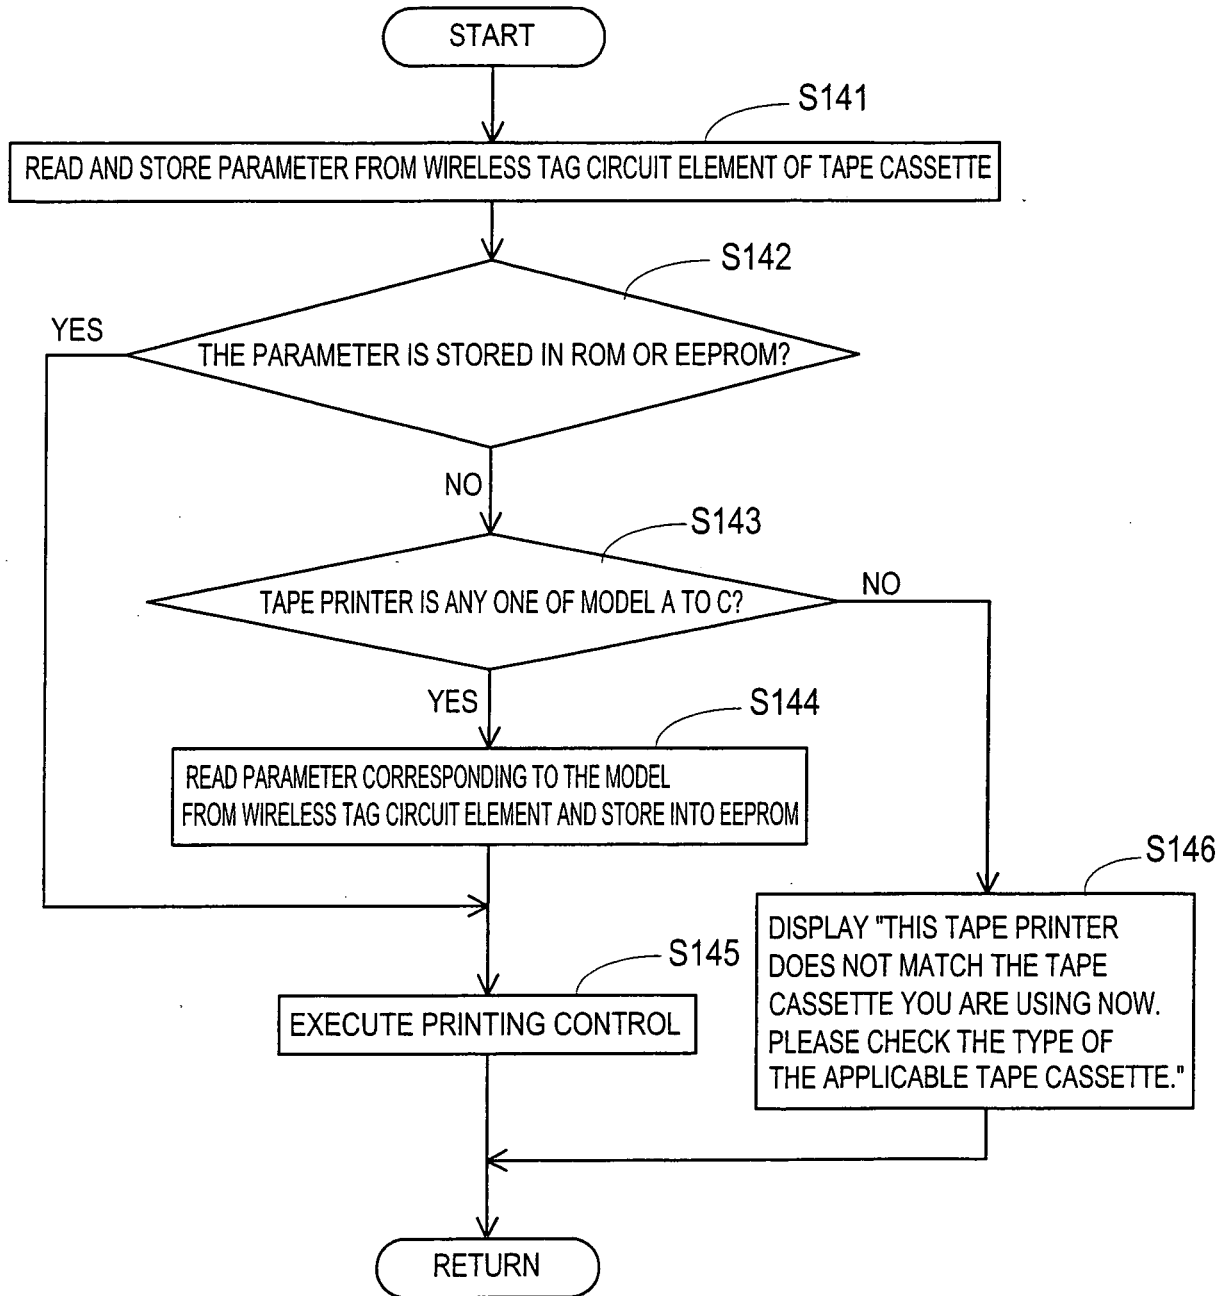 START
S141
READ AND STORE PARAMETER FROM WIRELESS TAG CIRCUIT ELEMENT OF TAPE CASSETTE
S142
YES
THE PARAMETER IS STORED IN ROM OR EEPROM?
NO
S143
TAPE PRINTER IS ANY ONE OF MODEL A TO C?
NO
YES
S144
READ PARAMETER CORRESPONDING TO THE MODEL
FROM WIRELESS TAG CIRCUIT ELEMENT AND STORE INTO EEPROM
S146
DISPLAY "THIS TAPE PRINTER
DOES NOT MATCH THE TAPE
CASSETTE YOU ARE USING NOW.
PLEASE CHECK THE TYPE OF
THE APPLICABLE TAPE CASSETTE."
S145
EXECUTE PRINTING CONTROL
RETURN